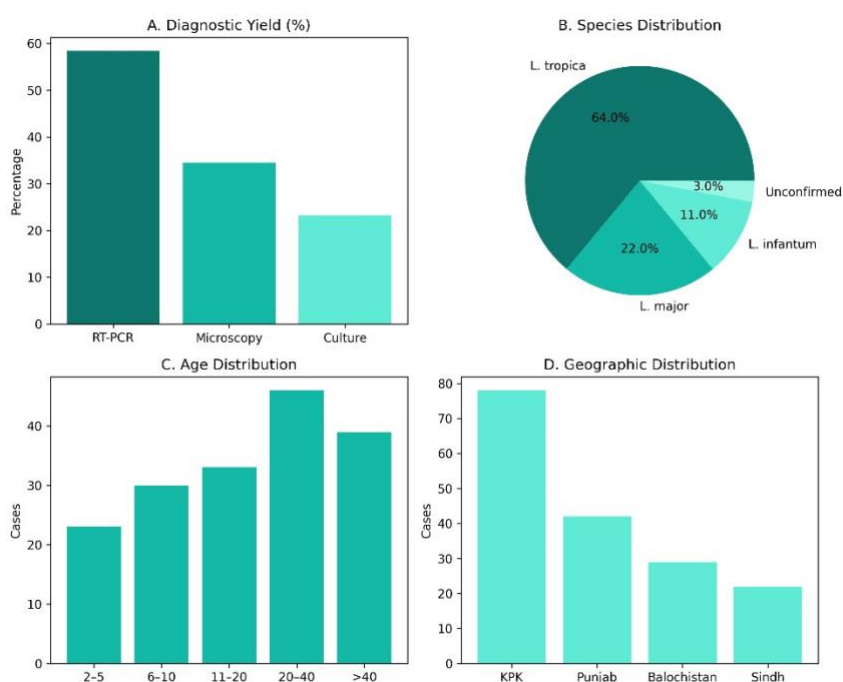 A. Diagnostic Yield (%)
Percentage
60
50
40
30
20
10
0
RT-PCR
Microscopy
Culture
B. Species Distribution
L. tropica
64.0%
3.0%
Unconfirmed
11.0%
L. infantum
22.0%
L. major
C. Age Distribution
Cases
40
30
20
10
0
2–5
6–10
11–20
20–40
>40
D. Geographic Distribution
Cases
80
70
60
50
40
30
20
10
0
KPK
Punjab
Balochistan
Sindh